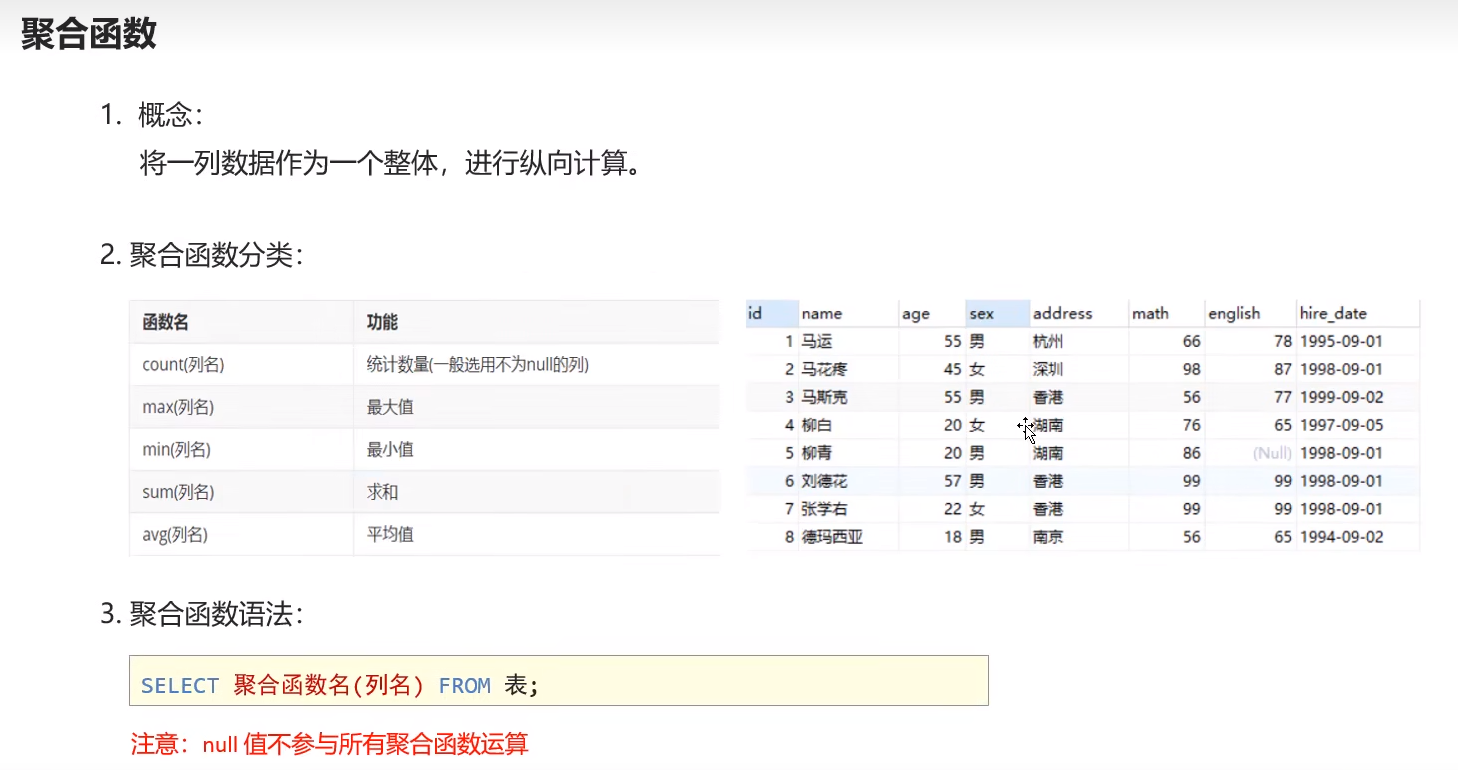 聚合函数
1. 概念：
将一列数据作为一个整体，进行纵向计算。
2. 聚合函数分类：
函数名 功能
count(列名) 统计数量(一般选用不为null的列)
max(列名) 最大值
min(列名) 最小值
sum(列名) 求和
avg(列名) 平均值
id name age sex address math english hire_date
1 马运 55 男 杭州 66 78 1995-09-01
2 马花疼 45 女 深圳 98 87 1998-09-01
3 马斯克 55 男 香港 56 77 1999-09-02
4 柳白 20 女 湖南 76 65 1997-09-05
5 柳青 20 男 湖南 86 (Null) 1998-09-01
6 刘德花 57 男 香港 99 99 1998-09-01
7 张学右 22 女 香港 99 99 1998-09-01
8 德玛西亚 18 男 南京 56 65 1994-09-02
3. 聚合函数语法：
SELECT 聚合函数名(列名) FROM 表;
注意：null 值不参与所有聚合函数运算